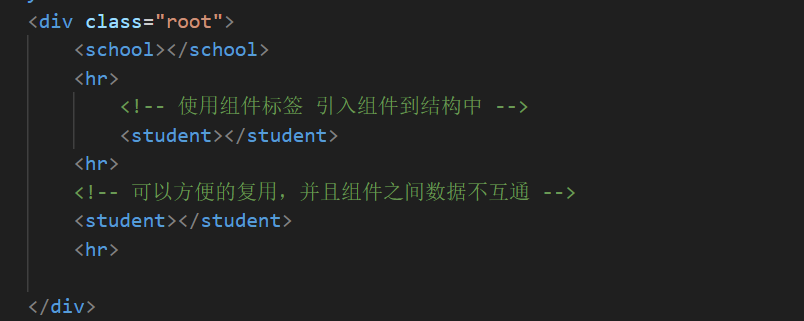 <div class="root">
<school></school>
<hr>
<!-- 使用组件标签 引入组件到结构中 -->
<student></student>
<hr>
<!-- 可以方便的复用，并且组件之间数据不互通 -->
<student></student>
<hr>
</div>